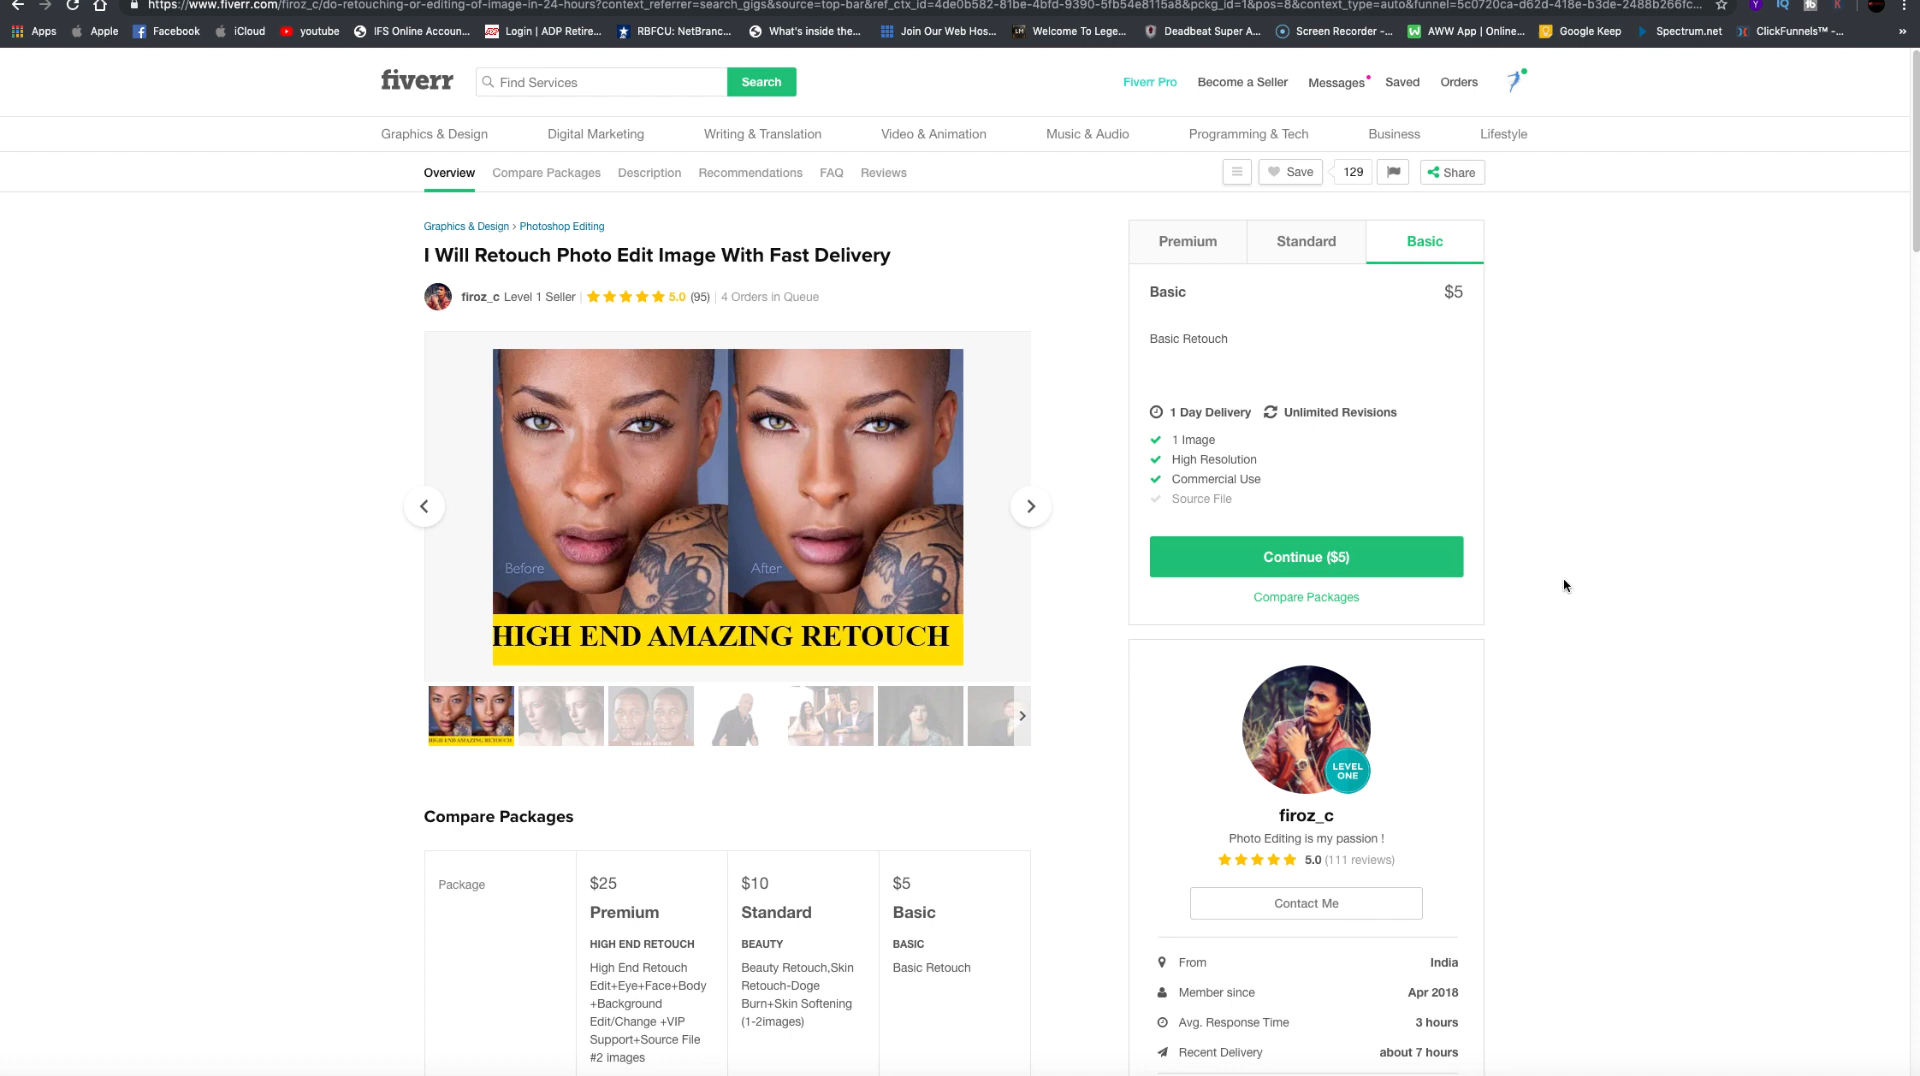 https://www.fiverr.com/firoz_c/do-retouching-or-editing-of-image-in-24-hours?context_referrer=search_gigs&source=top-bar&ref_ctx_id=4de0b582-81be-4bfd-9390-5fb54e8115a8&pckg_id=1&pos=8&context_type=auto&funnel=5c0720ca-d62d-418e-b3de-2488b266fc...
Apps Apple Facebook iCloud youtube IFS Online Accoun... Login | ADP Retire... RBFCU: NetBranc... What's inside the... Join Our Web Hos... Welcome To Lege... Deadbeat Super A... Screen Recorder -... AWW App | Online... Google Keep Spectrum.net ClickFunnels™ -... »
fiverr
Find Services
Search
Fiverr Pro Become a Seller Messages Saved Orders
Graphics & Design Digital Marketing Writing & Translation Video & Animation Music & Audio Programming & Tech Business Lifestyle
Overview Compare Packages Description Recommendations FAQ Reviews
Save 129 Share
Graphics & Design › Photoshop Editing
I Will Retouch Photo Edit Image With Fast Delivery
firoz_c Level 1 Seller 5.0 (95) 4 Orders in Queue
Before After
HIGH END AMAZING RETOUCH
HIGH END AMAZING RETOUCH
Premium Standard Basic
Basic $5
Basic Retouch
1 Day Delivery Unlimited Revisions
1 Image
High Resolution
Commercial Use
Source File
Continue ($5)
Compare Packages
LEVEL
ONE
firoz_c
Photo Editing is my passion !
5.0 (111 reviews)
Contact Me
From India
Member since Apr 2018
Avg. Response Time 3 hours
Recent Delivery about 7 hours
Compare Packages
Package
$25
Premium
HIGH END RETOUCH
High End Retouch
Edit+Eye+Face+Body
+Background
Edit/Change +VIP
Support+Source File
#2 images
$10
Standard
BEAUTY
Beauty Retouch,Skin
Retouch-Doge
Burn+Skin Softening
(1-2images)
$5
Basic
BASIC
Basic Retouch